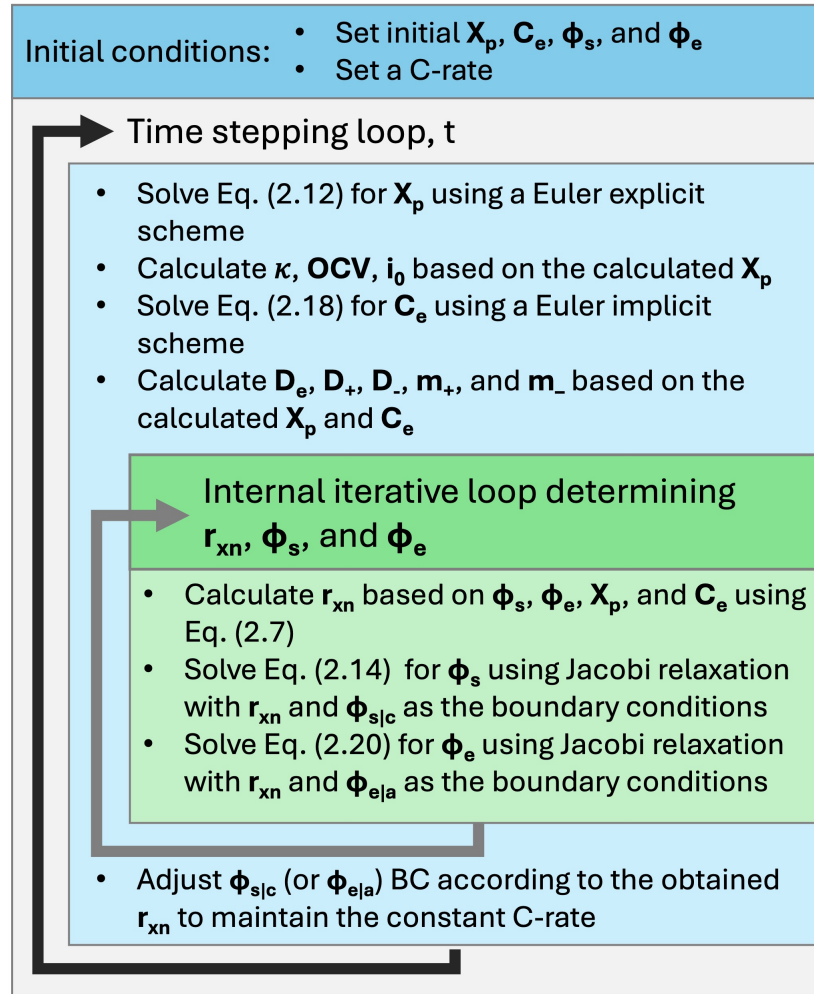 Initial conditions:
• Set initial Xₚ, Cₑ, ϕₛ, and ϕₑ
• Set a C-rate
Time stepping loop, t
• Solve Eq. (2.12) for Xₚ using a Euler explicit
scheme
• Calculate κ, OCV, i₀ based on the calculated Xₚ
• Solve Eq. (2.18) for Cₑ using a Euler implicit
scheme
• Calculate Dₑ, D₊, D₋, m₊, and m₋ based on the
calculated Xₚ and Cₑ
Internal iterative loop determining
rₓₙ, ϕₛ, and ϕₑ
• Calculate rₓₙ based on ϕₛ, ϕₑ, Xₚ, and Cₑ using
Eq. (2.7)
• Solve Eq. (2.14) for ϕₛ using Jacobi relaxation
with rₓₙ and ϕs|c as the boundary conditions
• Solve Eq. (2.20) for ϕₑ using Jacobi relaxation
with rₓₙ and ϕe|a as the boundary conditions
• Adjust ϕs|c (or ϕe|a) BC according to the obtained
rₓₙ to maintain the constant C-rate